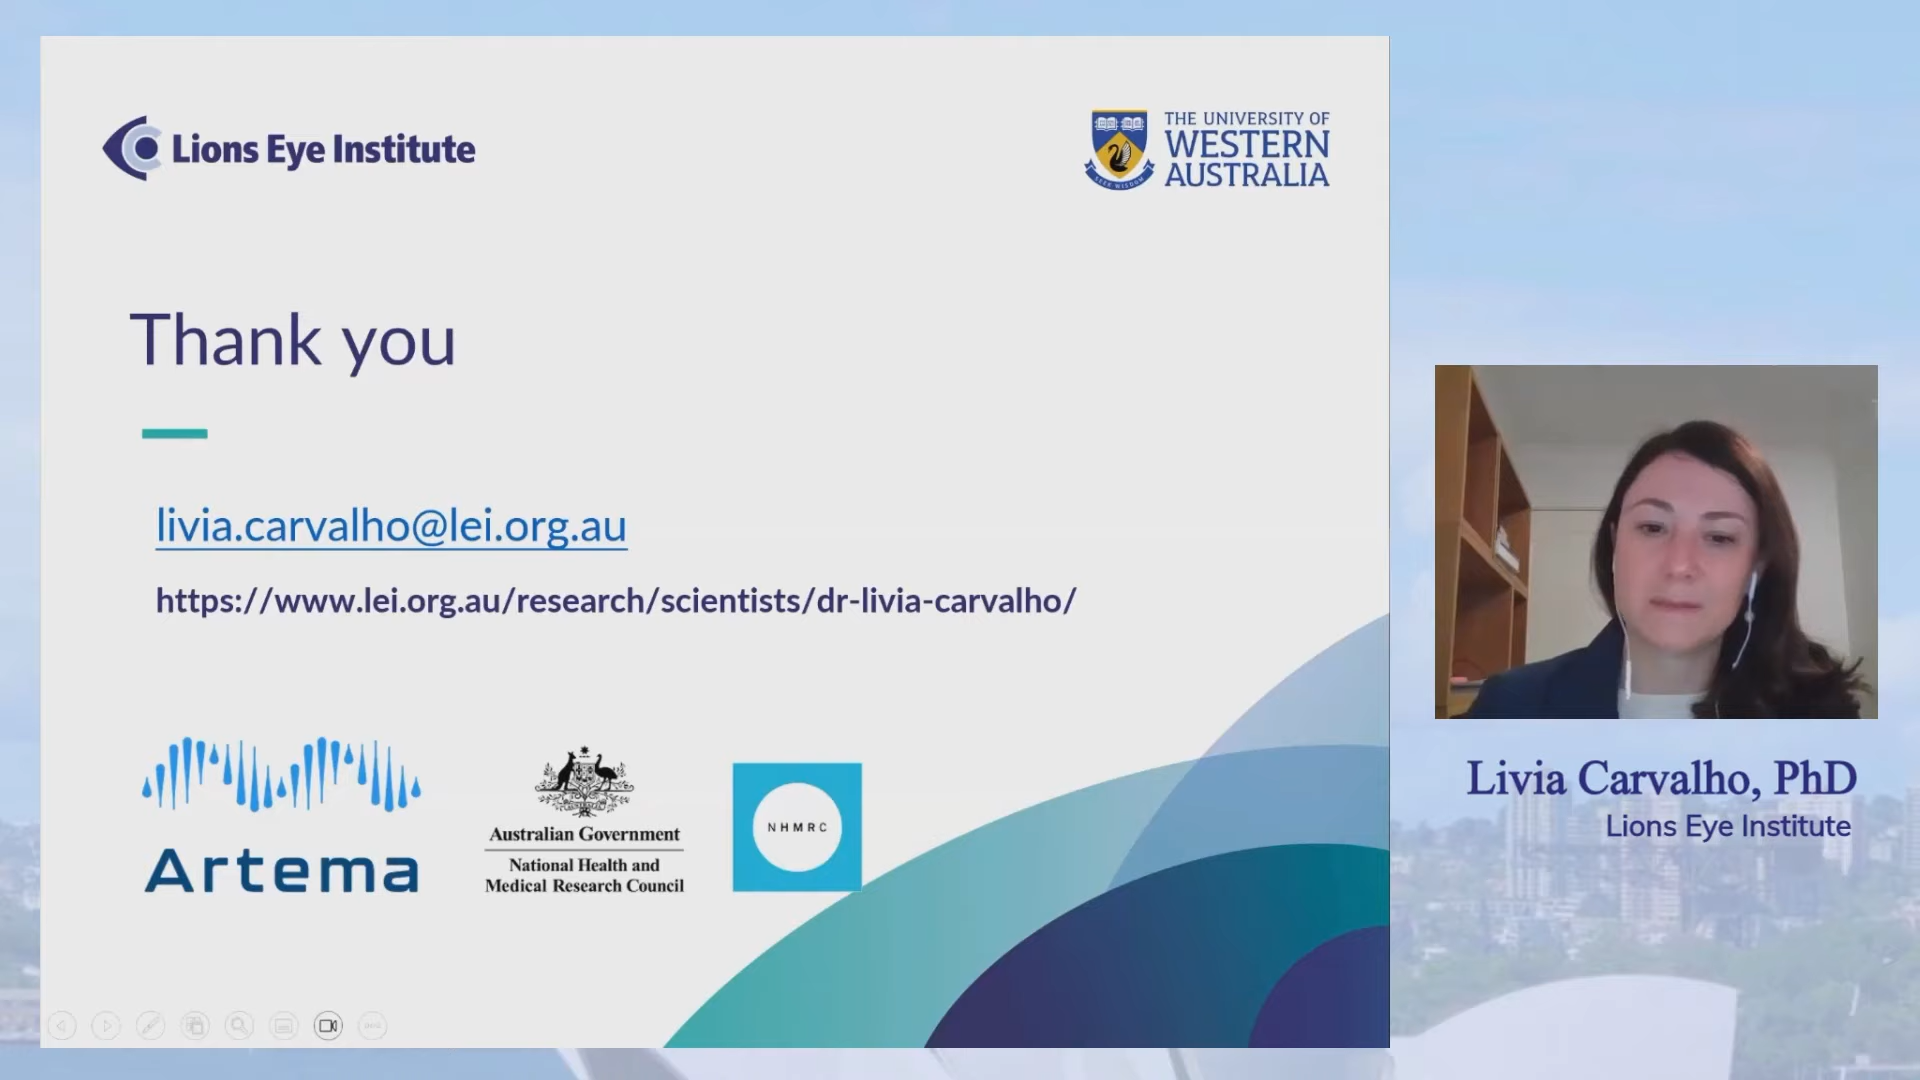 Lions Eye Institute
THE UNIVERSITY OF
WESTERN
AUSTRALIA
SEEK WISDOM
Thank you
livia.carvalho@lei.org.au
https://www.lei.org.au/research/scientists/dr-livia-carvalho/
Artema
Australian Government
National Health and
Medical Research Council
NHMRC
Livia Carvalho, PhD
Lions Eye Institute